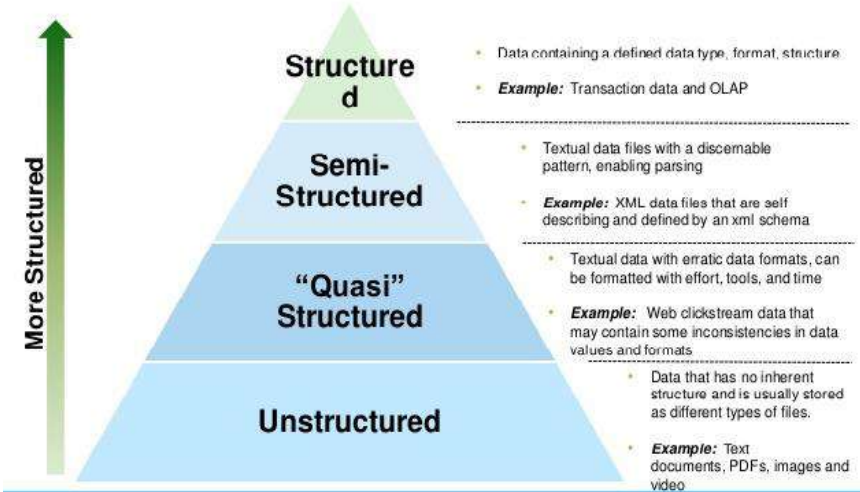 More Structured
Structure
d
• Data containing a defined data type, format, structure
• Example: Transaction data and OLAP
Semi-
Structured
• Textual data files with a discernable
pattern, enabling parsing
• Example: XML data files that are self
describing and defined by an xml schema
“Quasi”
Structured
• Textual data with erratic data formats, can
be formatted with effort, tools, and time
• Example: Web clickstream data that
may contain some inconsistencies in data
values and formats
Unstructured
• Data that has no inherent
structure and is usually stored
as different types of files.
• Example: Text
documents, PDFs, images and
video